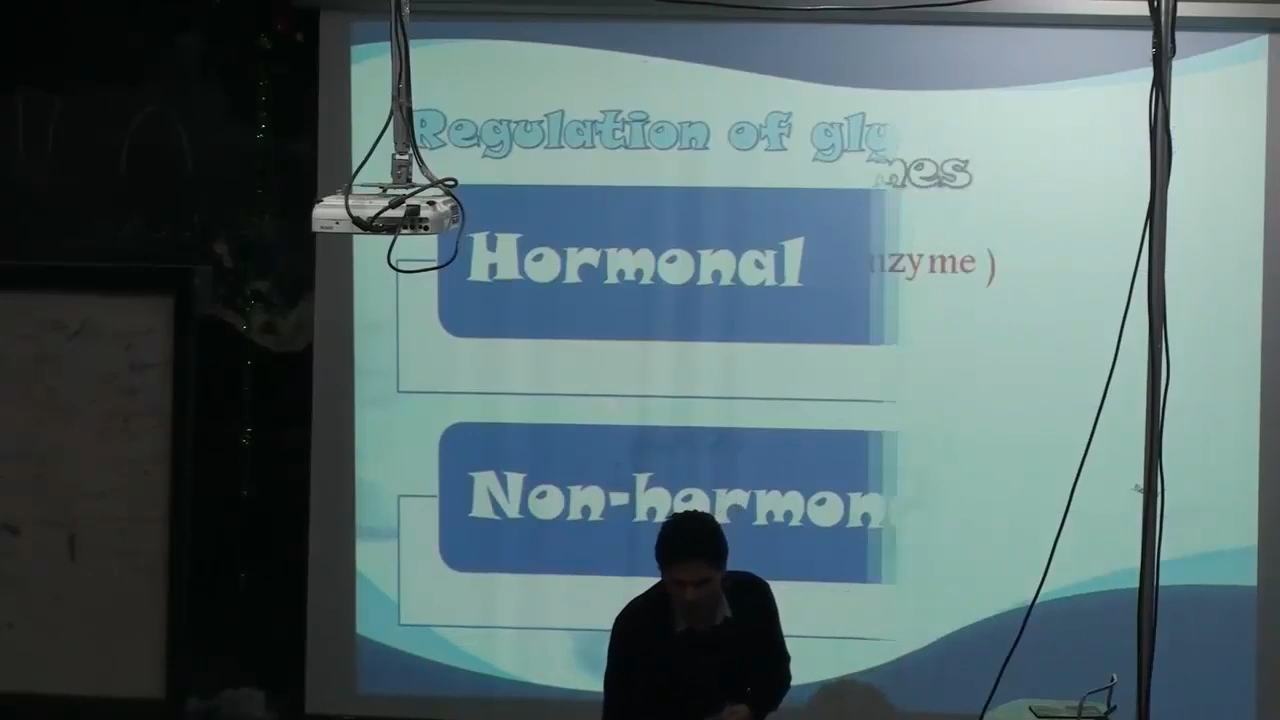 Regulation of gly
mes
Hormonal
nzyme )
Non-hormon